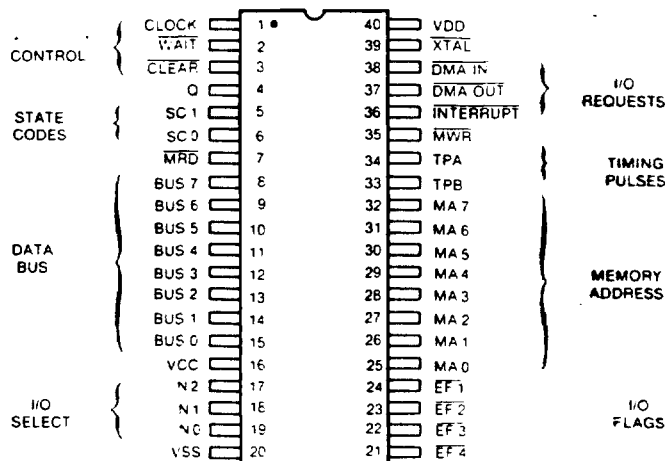 CLOCK 1 40 VDD
WAIT 2 39 XTAL
CONTROL
CLEAR 3 38 DMA IN
Q 4 37 DMA OUT
I/O REQUESTS
STATE CODES
SC 1 5 36 INTERRUPT
SC 0 6 35 MWR
MRD 7 34 TPA
TIMING PULSES
BUS 7 8 33 TPB
BUS 6 9 32 MA 7
BUS 5 10 31 MA 6
BUS 4 11 30 MA 5
DATA BUS
BUS 3 12 29 MA 4
MEMORY ADDRESS
BUS 2 13 28 MA 3
BUS 1 14 27 MA 2
BUS 0 15 26 MA 1
VCC 16 25 MA 0
N2 17 24 EF 1
I/O SELECT
N1 18 23 EF 2
I/O FLAGS
N0 19 22 EF 3
VSS 20 21 EF 4